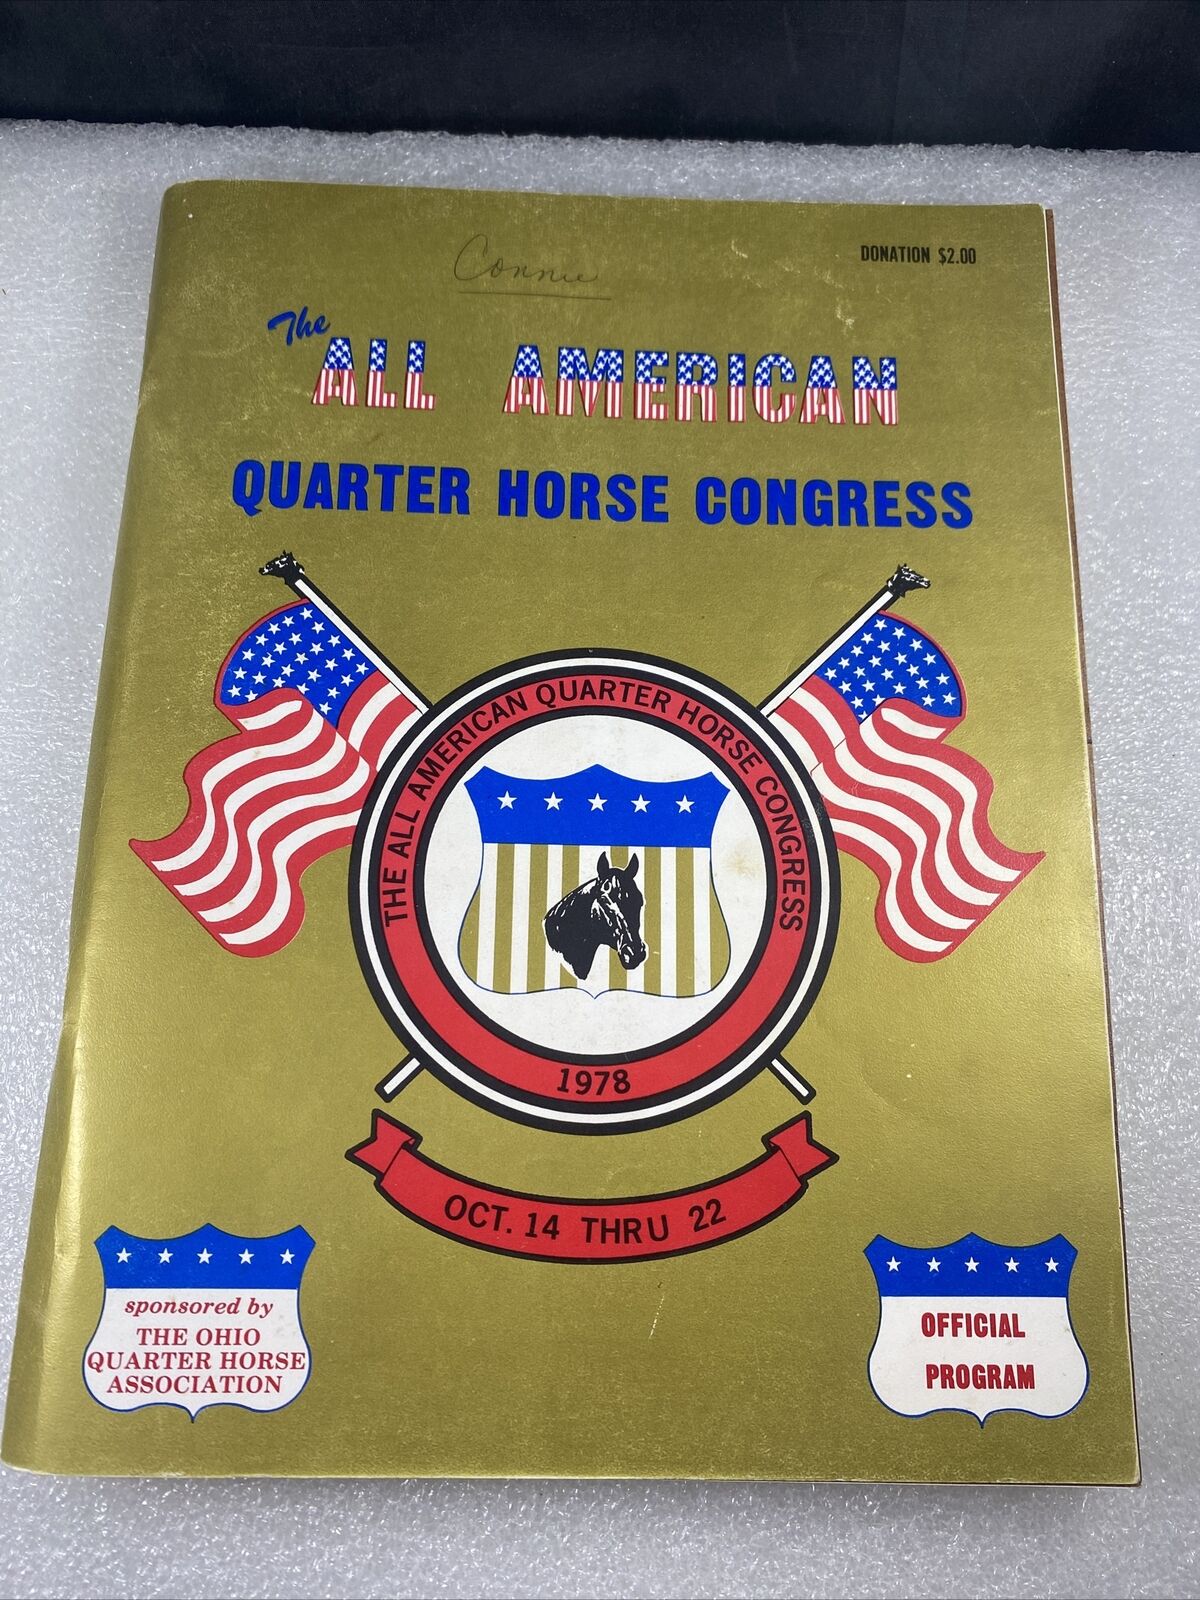 Connie
DONATION $2.00
The
ALL AMERICAN
QUARTER HORSE CONGRESS
THE ALL AMERICAN QUARTER HORSE CONGRESS
1978
OCT. 14 THRU 22
sponsored by
THE OHIO
QUARTER HORSE
ASSOCIATION
OFFICIAL
PROGRAM